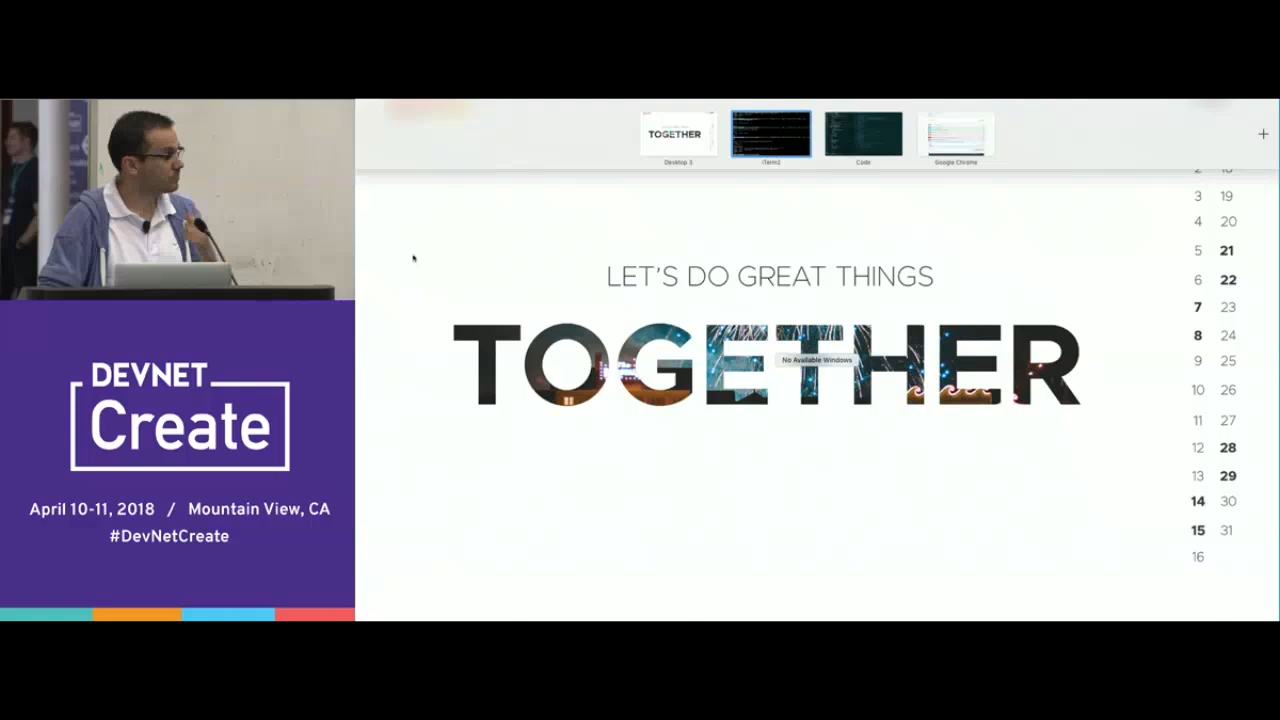 DEVNET
Create
April 10-11, 2018 / Mountain View, CA
#DevNetCreate
TOGETHER
Desktop 3
iTerm2
Code
Google Chrome
+
LET'S DO GREAT THINGS
TOGETHER
No Available Windows
3 19
4 20
5 21
6 22
7 23
8 24
9 25
10 26
11 27
12 28
13 29
14 30
15 31
16